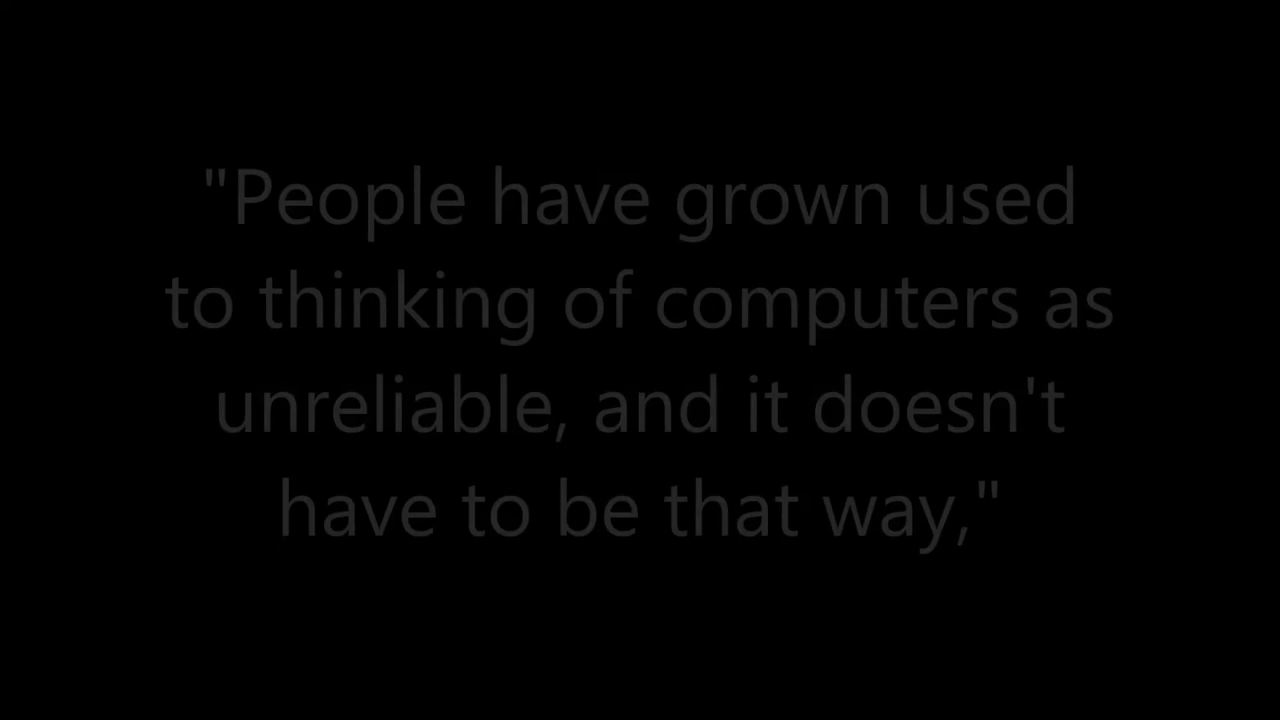 "People have grown used
to thinking of computers as
unreliable, and it doesn't
have to be that way,"